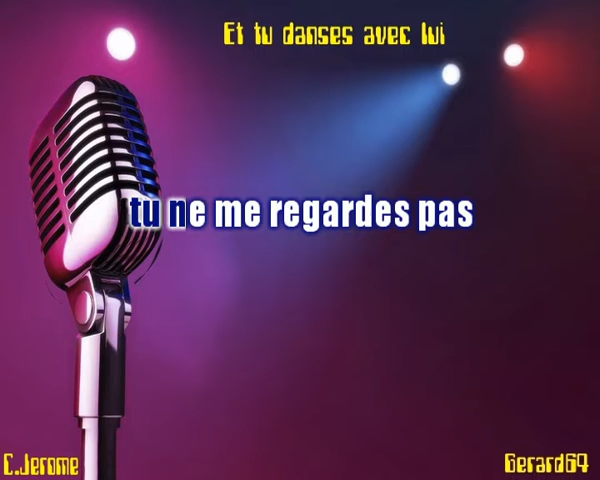 Et tu danses avec lui
tu ne me regardes pas
C.Jerome
Gerard64